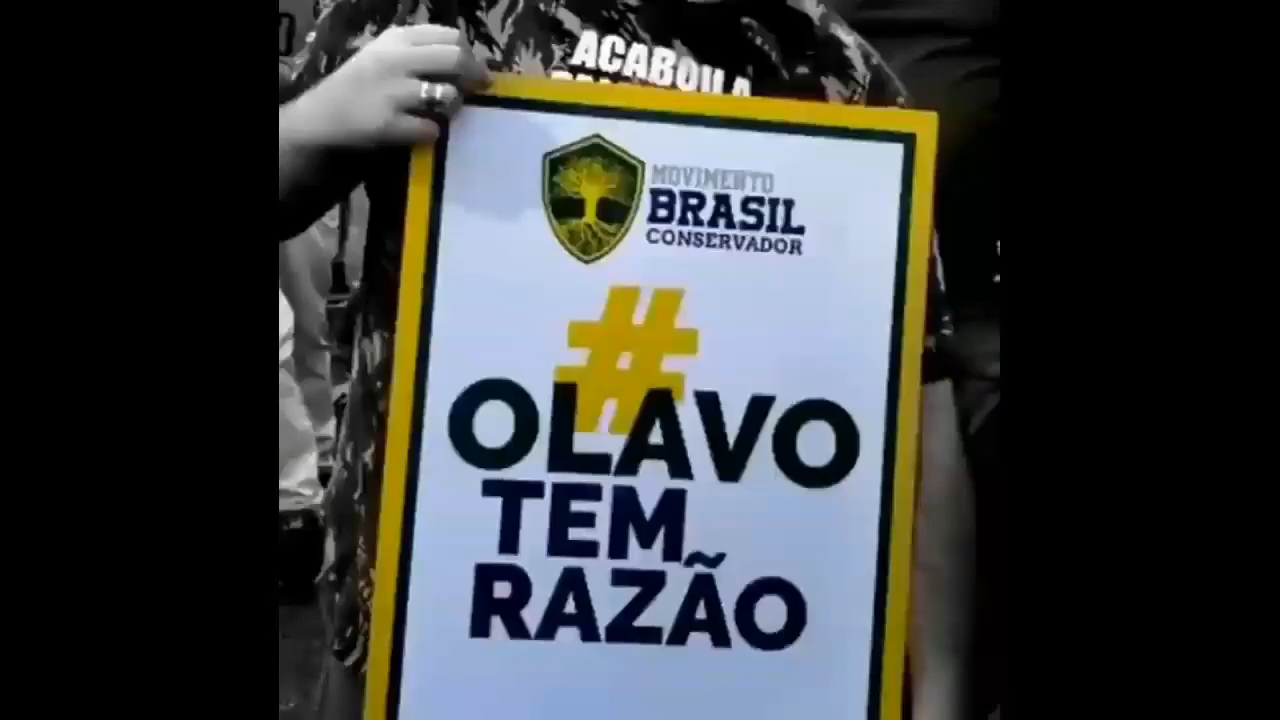 ACABOU A
MOVIMENTO
BRASIL
CONSERVADOR
#
OLAVO
TEM
RAZÃO